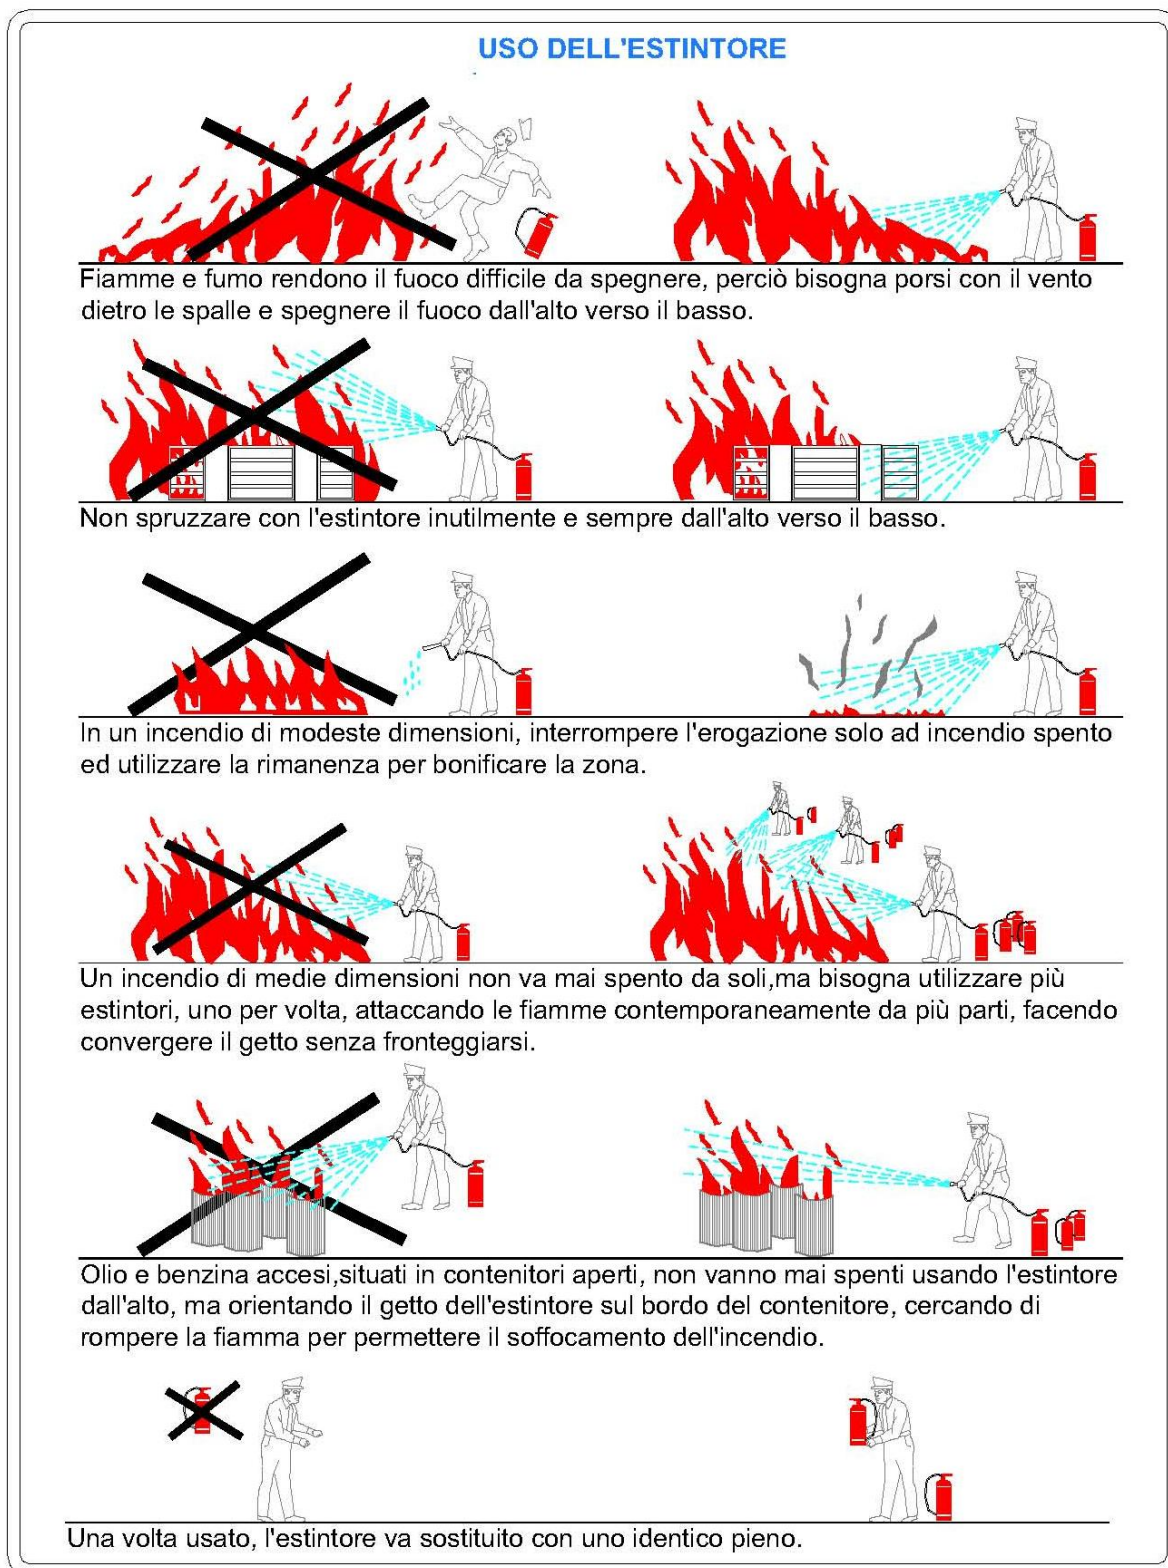 USO DELL'ESTINTORE
Fiamme e fumo rendono il fuoco difficile da spegnere, perciò bisogna porsi con il vento
dietro le spalle e spegnere il fuoco dall'alto verso il basso.
Non spruzzare con l'estintore inutilmente e sempre dall'alto verso il basso.
In un incendio di modeste dimensioni, interrompere l'erogazione solo ad incendio spento
ed utilizzare la rimanenza per bonificare la zona.
Un incendio di medie dimensioni non va mai spento da soli,ma bisogna utilizzare più
estintori, uno per volta, attaccando le fiamme contemporaneamente da più parti, facendo
convergere il getto senza fronteggiarsi.
Olio e benzina accesi,situati in contenitori aperti, non vanno mai spenti usando l'estintore
dall'alto, ma orientando il getto dell'estintore sul bordo del contenitore, cercando di
rompere la fiamma per permettere il soffocamento dell'incendio.
Una volta usato, l'estintore va sostituito con uno identico pieno.